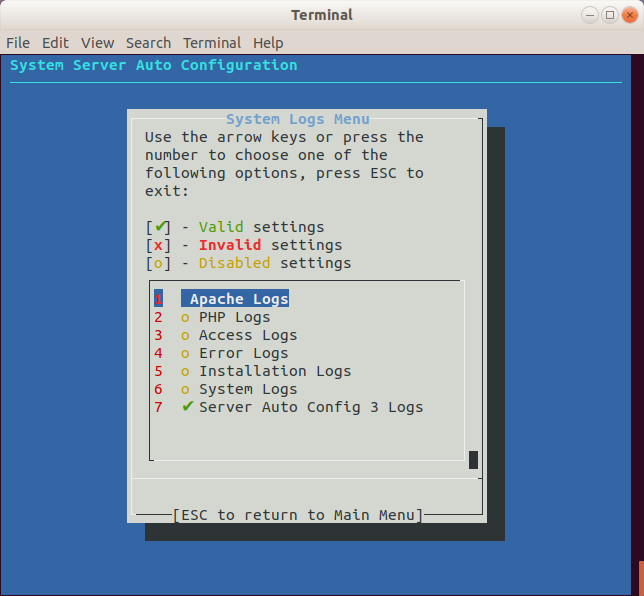 Terminal
File Edit View Search Terminal Help
System Server Auto Configuration
System Logs Menu
Use the arrow keys or press the
number to choose one of the
following options, press ESC to
exit:
[✔] - Valid settings
[x] - Invalid settings
[o] - Disabled settings
1 Apache Logs
2 o PHP Logs
3 o Access Logs
4 o Error Logs
5 o Installation Logs
6 o System Logs
7 ✔ Server Auto Config 3 Logs
[ESC to return to Main Menu]